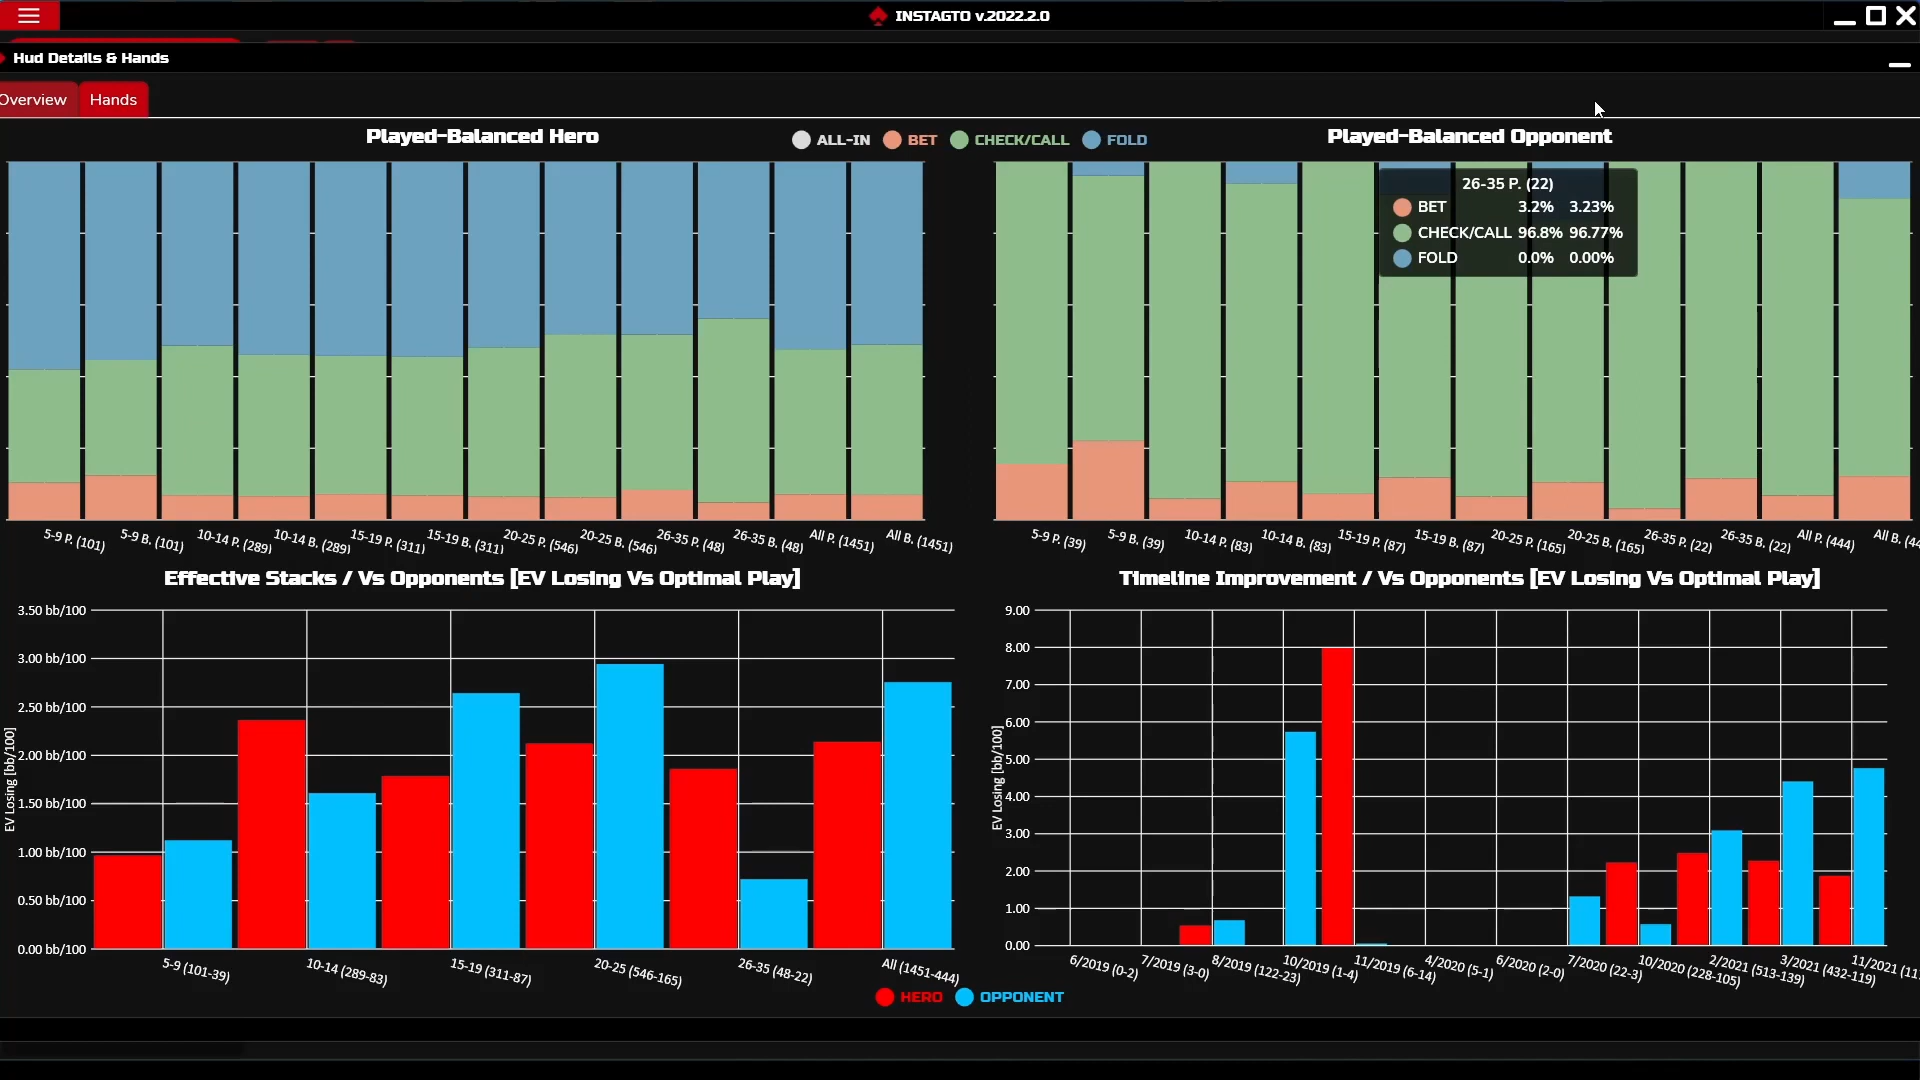 INSTAGTO v.2022.2.0
Hud Details & Hands
Overview Hands
Played-Balanced Hero
ALL-IN BET CHECK/CALL FOLD
Played-Balanced Opponent
26-35 P. (22)
BET 3.2% 3.23%
CHECK/CALL 96.8% 96.77%
FOLD 0.0% 0.00%
5-9 P. (101) 5-9 B. (101) 10-14 P. (289) 10-14 B. (289) 15-19 P. (311) 15-19 B. (311) 20-25 P. (546) 20-25 B. (546) 26-35 P. (48) 26-35 B. (48) All P. (1451) All B. (1451)
5-9 P. (39) 5-9 B. (39) 10-14 P. (83) 10-14 B. (83) 15-19 P. (87) 15-19 B. (87) 20-25 P. (165) 20-25 B. (165) 26-35 P. (22) 26-35 B. (22) All P. (444) All B. (44
Effective Stacks / Vs Opponents [EV Losing Vs Optimal Play]
3.50 bb/100
3.00 bb/100
2.50 bb/100
2.00 bb/100
1.50 bb/100
1.00 bb/100
0.50 bb/100
0.00 bb/100
EV Losing [bb/100]
5-9 (101-39) 10-14 (289-83) 15-19 (311-87) 20-25 (546-165) 26-35 (48-22) All (1451-444)
Timeline Improvement / Vs Opponents [EV Losing Vs Optimal Play]
9.00
8.00
7.00
6.00
5.00
4.00
3.00
2.00
1.00
0.00
EV Losing [bb/100]
6/2019 (0-2) 7/2019 (3-0) 8/2019 (122-23) 10/2019 (1-4) 11/2019 (6-14) 4/2020 (5-1) 6/2020 (2-0) 7/2020 (22-3) 10/2020 (228-105) 2/2021 (513-139) 3/2021 (432-119) 11/2021 (11
HERO OPPONENT